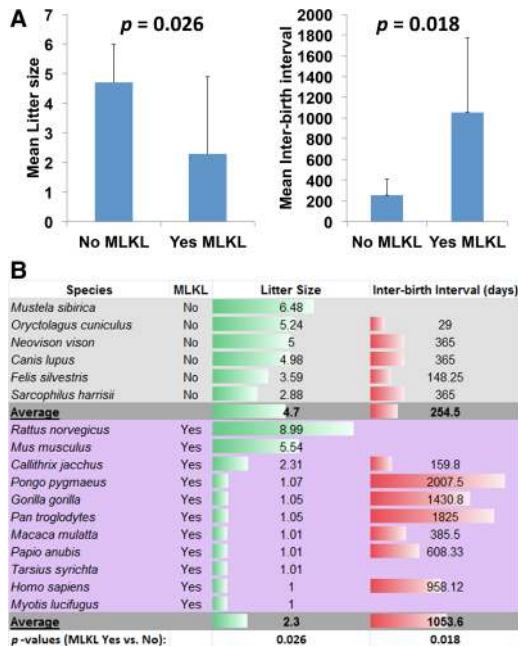 A
p = 0.026
7
6
5
4
3
2
1
0
Mean Litter size
No MLKL Yes MLKL
p = 0.018
2000
1800
1600
1400
1200
1000
800
600
400
200
0
Mean Inter-birth interval
No MLKL Yes MLKL
B
Species MLKL Litter Size Inter-birth Interval (days)
Mustela sibirica No 6.48
Oryctolagus cuniculus No 5.24 29
Neovison vison No 5 365
Canis lupus No 4.98 365
Felis silvestris No 3.59 148.25
Sarcophilus harrisii No 2.88 365
Average 4.7 254.5
Rattus norvegicus Yes 8.99
Mus musculus Yes 5.54
Callithrix jacchus Yes 2.31 159.8
Pongo pygmaeus Yes 1.07 2007.5
Gorilla gorilla Yes 1.05 1430.8
Pan troglodytes Yes 1.05 1825
Macaca mulatta Yes 1.01 385.5
Papio anubis Yes 1.01 608.33
Tarsius syrichta Yes 1.01
Homo sapiens Yes 1 958.12
Myotis lucifugus Yes 1
Average 2.3 1053.6
p-values (MLKL Yes vs. No): 0.026 0.018